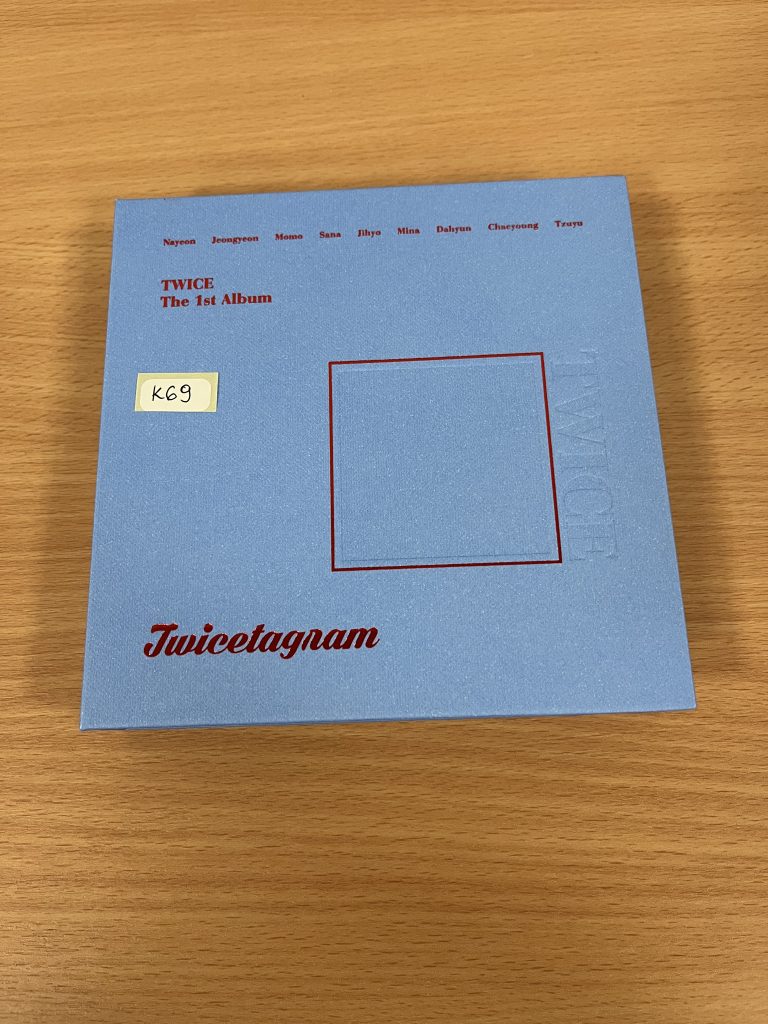 Nayeon Jeongyeon Momo Sana Jihyo Mina Dahyun Chaeyoung Tzuyu
TWICE
The 1st Album
K69
TWICE
Twicetagram